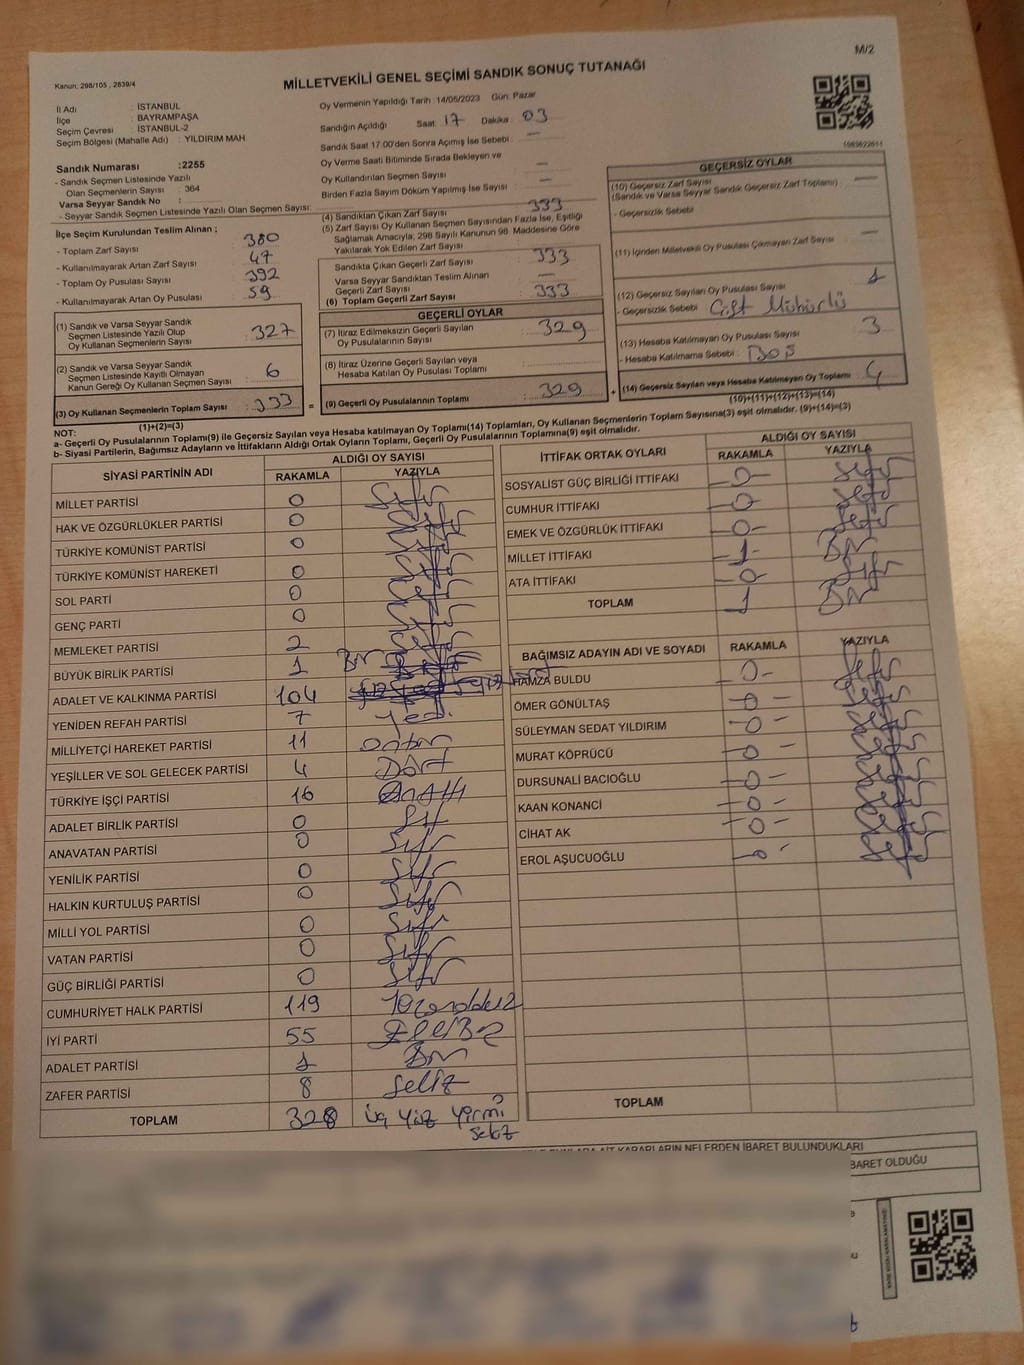 M/2
Kanun: 298/105 , 2839/4
MİLLETVEKİLİ GENEL SEÇİMİ SANDIK SONUÇ TUTANAĞI
İl Adı : İSTANBUL
İlçe : BAYRAMPAŞA
Seçim Çevresi : İSTANBUL-2
Seçim Bölgesi (Mahalle Adı) : YILDIRIM MAH
Sandık Numarası :2255
- Sandık Seçmen Listesinde Yazılı
Olan Seçmenlerin Sayısı : 364
Varsa Seyyar Sandık No :
- Seyyar Seçmen Listesinde Yazılı Olan Seçmen Sayısı:
Oy Vermenin Yapıldığı Tarih :14/05/2023 Gün: Pazar
Sandığın Açıldığı Saat: 17 Dakika : 03
Sandık Saat 17.00'den Sonra Açımış İse Sebebi : —
Oy Verme Saati Bitiminde Sırada Bekleyen ve
Oy Kullandırılan Seçmen Sayısı —
Birden Fazla Sayım Döküm Yapılmış İse Sayısı —
İlçe Seçim Kurulundan Teslim Alınan ;
- Toplam Zarf Sayısı 380
- Kullanılmayarak Artan Zarf Sayısı 47
- Toplam Oy Pusulası Sayısı 392
- Kullanılmayarak Artan Oy Pusulası 59
(4) Sandıktan Çıkan Zarf Sayısı 333
(5) Zarf Sayısı Oy Kullanan Seçmen Sayısından Fazla İse, Eşitliği
Sağlamak Amacıyla; 298 Sayılı Kanunun 98. Maddesine Göre
Yakılarak Yok Edilen Zarf Sayısı
Sandıkta Çıkan Geçerli Zarf Sayısı 333
Varsa Seyyar Sandıktan Teslim Alınan
Geçerli Zarf Sayısı —
(6) Toplam Geçerli Zarf Sayısı 333
(1) Sandık ve Varsa Seyyar Sandık
Seçmen Listesinde Yazılı Olup
Oy Kullanan Seçmenlerin Sayısı 327
(2) Sandık ve Varsa Seyyar Sandık
Seçmen Listesinde Kayıtlı Olmayan
Kanun Gereği Oy Kullanan Seçmen Sayısı 6
(3) Oy Kullanan Seçmenlerin Toplam Sayısı 333
(1)+(2)=(3)
GEÇERLİ OYLAR
(7) İtiraz Edilmeksizin Geçerli Sayılan
Oy Pusulalarının Sayısı 329
(8) İtiraz Üzerine Geçerli Sayılan veya
Hesaba Katılan Oy Pusulası Toplamı
= (9) Geçerli Oy Pusulalarının Toplamı 329 +
GEÇERSİZ OYLAR
(10) Geçersiz Zarf Sayısı —
(Sandık ve Varsa Seyyar Sandık Geçersiz Zarf Toplamı)
- Geçersizlik Sebebi
(11) İçinden Milletvekili Oy Pusulası Çıkmayan Zarf Sayısı —
(12) Geçersiz Sayılan Oy Pusulası Sayısı 1
- Geçersizlik Sebebi Çift Mühürlü
(13) Hesaba Katılmayan Oy Pusulası Sayısı 3
- Hesaba Katılmama Sebebi : BOŞ
(14) Geçersiz Sayılan veya Hesaba Katılmayan Oy Toplamı 4
(10)+(11)+(12)+(13)=(14)
NOT:
a- Geçerli Oy Pusulalarının Toplamı(9) ile Geçersiz Sayılan veya Hesaba katılmayan Oy Toplamı(14) Toplamları, Oy Kullanan Seçmenlerin Toplam Sayısına(3) eşit olmalıdır. (9)+(14)=(3)
b- Siyasi Partilerin, Bağımsız Adayların ve İttifakların Aldığı Ortak Oyların Toplamı, Geçerli Oy Pusulalarının Toplamına(9) eşit olmalıdır.
SİYASİ PARTİNİN ADI ALDIĞI OY SAYISI
RAKAMLA YAZIYLA
MİLLET PARTİSİ 0 Sıfır
HAK VE ÖZGÜRLÜKLER PARTİSİ 0 Sıfır
TÜRKİYE KOMÜNİST PARTİSİ 0 Sıfır
TÜRKİYE KOMÜNİST HAREKETİ 0 Sıfır
SOL PARTİ 0 Sıfır
GENÇ PARTİ 0 Sıfır
MEMLEKET PARTİSİ 2
BÜYÜK BİRLİK PARTİSİ 1 Bir
ADALET VE KALKINMA PARTİSİ 104
YENİDEN REFAH PARTİSİ 7 Yedi
MİLLİYETÇİ HAREKET PARTİSİ 11 Onbir
YEŞİLLER VE SOL GELECEK PARTİSİ 4 Dört
TÜRKİYE İŞÇİ PARTİSİ 16 Onaltı
ADALET BİRLİK PARTİSİ 0 Sıfır
ANAVATAN PARTİSİ 0 Sıfır
YENİLİK PARTİSİ 0 Sıfır
HALKIN KURTULUŞ PARTİSİ 0 Sıfır
MİLLİ YOL PARTİSİ 0 Sıfır
VATAN PARTİSİ 0 Sıfır
GÜÇ BİRLİĞİ PARTİSİ 0 Sıfır
CUMHURİYET HALK PARTİSİ 119
İYİ PARTİ 55 Ellibeş
ADALET PARTİSİ 1 Bir
ZAFER PARTİSİ 8 Sekiz
TOPLAM 328 üç yüz yirmi
sekiz
İTTİFAK ORTAK OYLARI ALDIĞI OY SAYISI
RAKAMLA YAZIYLA
SOSYALİST GÜÇ BİRLİĞİ İTTİFAKI -0- Sıfır
CUMHUR İTTİFAKI -0- Sıfır
EMEK VE ÖZGÜRLÜK İTTİFAKI -0- Sıfır
MİLLET İTTİFAKI -1- Bir
ATA İTTİFAKI -0- Sıfır
TOPLAM 1 Bir
BAĞIMSIZ ADAYIN ADI VE SOYADI RAKAMLA YAZIYLA
HAMZA BULDU -0- Sıfır
ÖMER GÖNÜLTAŞ -0- Sıfır
SÜLEYMAN SEDAT YILDIRIM -0- Sıfır
MURAT KÖPRÜCÜ -0- Sıfır
DURSUNALİ BACIOĞLU -0- Sıfır
KAAN KONANCİ -0- Sıfır
CİHAT AK -0- Sıfır
EROL AŞUCUOĞLU -0- Sıfır
TOPLAM
KARARLARIN NELERDEN İBARET BULUNDUKLARI
BARET OLDUĞU